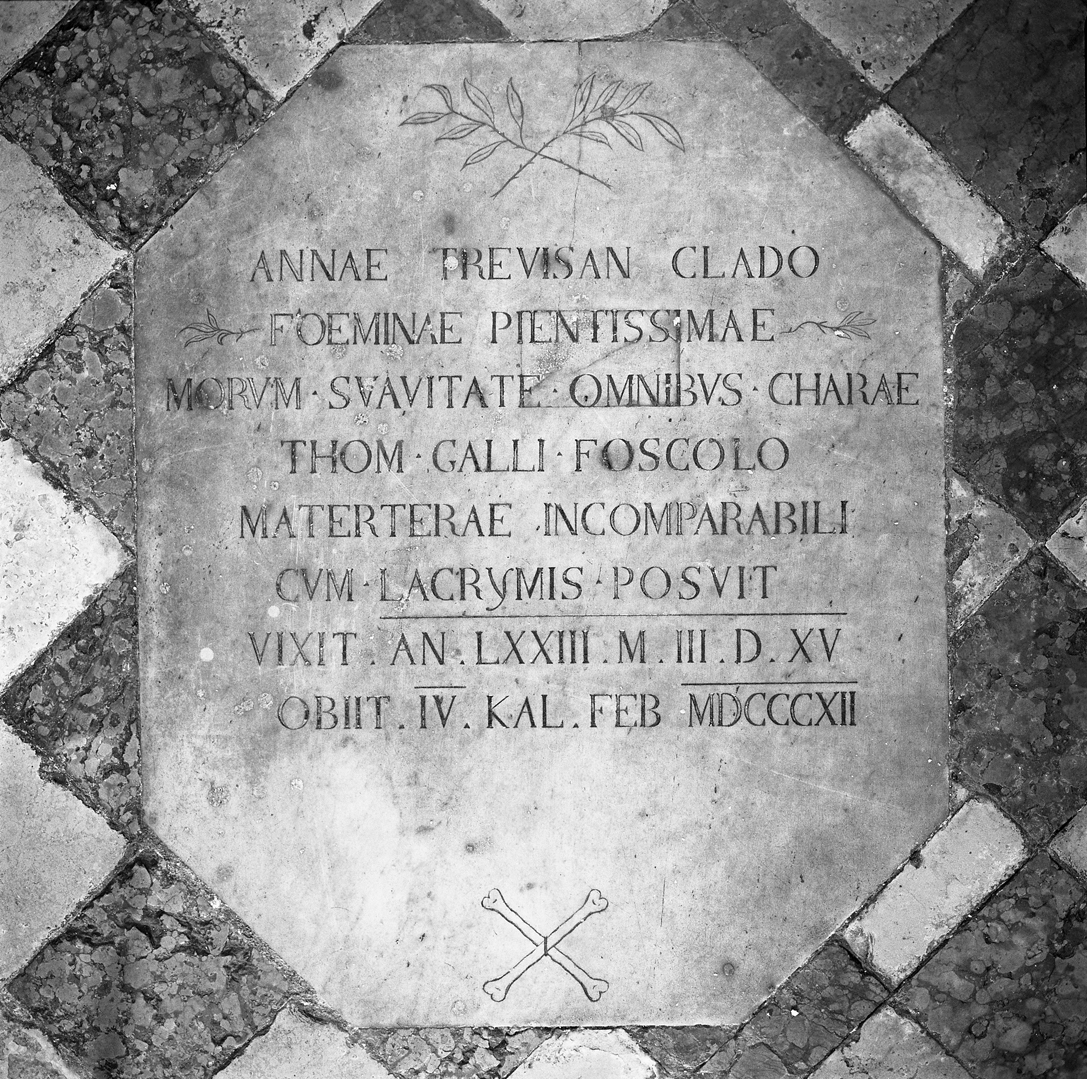 ANNAE TREVISAN CLADO
FOEMINAE PIENTISSIMAE
MORVM · SVAVITATE · OMNIBVS · CHARAE
THOM · GALLI · FOSCOLO
MATERTERAE INCOMPARABILI
CVM · LACRYMIS · POSVIT
VIXIT . AN . LXXIII . M . III . D . XV
OBIIT . IV . KAL . FEB MDCCCXII